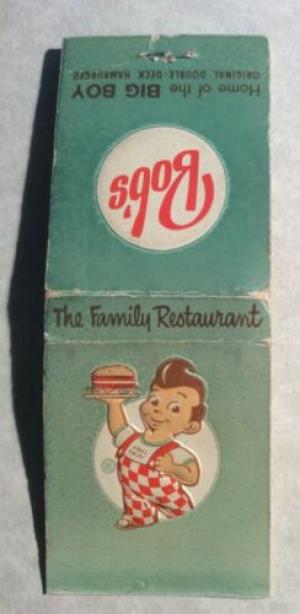 Home of the BIG BOY
ORIGINAL DOUBLE-DECK HAMBURGER
Bob's
The Family Restaurant